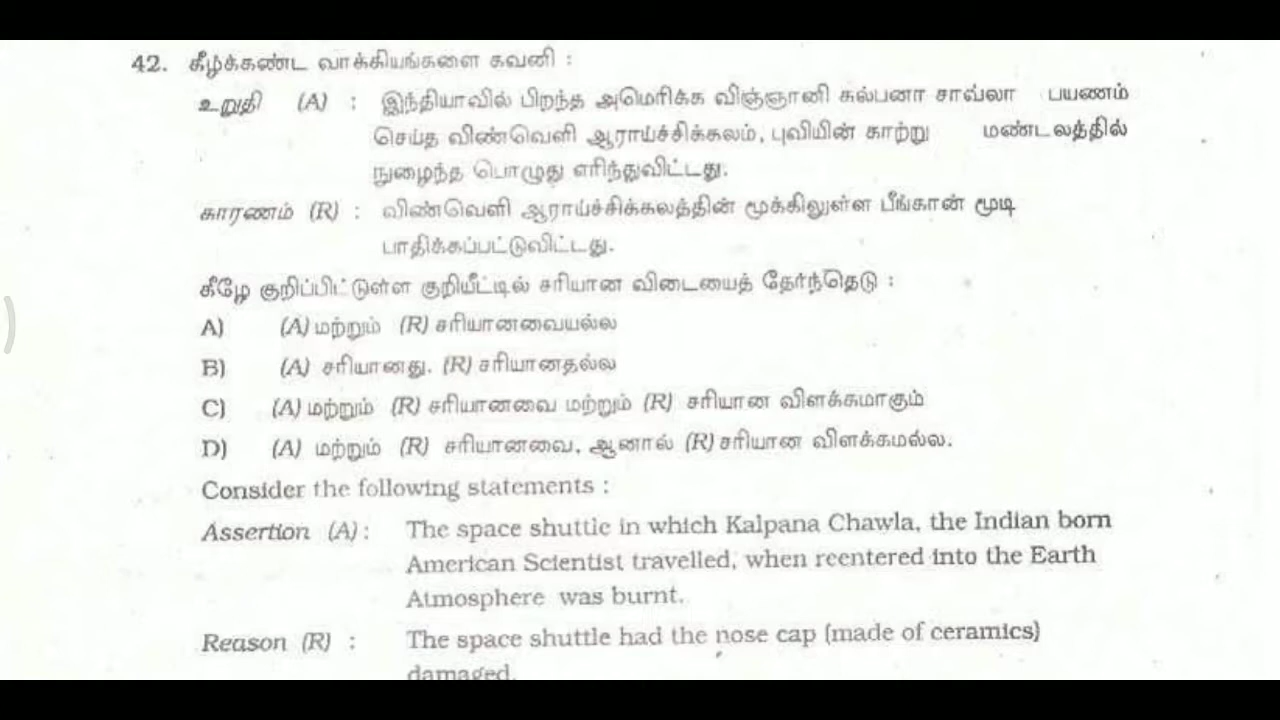 42. கீழ்க்கண்ட வாக்கியங்களை கவனி :
உறுதி (A) : இந்தியாவில் பிறந்த அமெரிக்க விஞ்ஞானி கல்பனா சாவ்லா பயணம்
செய்த விண்வெளி ஆராய்ச்சிக்கலம், புவியின் காற்று மண்டலத்தில்
நுழைந்த பொழுது எரிந்துவிட்டது.
காரணம் (R) : விண்வெளி ஆராய்ச்சிக்கலத்தின் மூக்கிலுள்ள பீங்கான் மூடி
பாதிக்கப்பட்டுவிட்டது.
கீழே குறிப்பிட்டுள்ள குறியீட்டில் சரியான விடையைத் தேர்ந்தெடு :
A) (A) மற்றும் (R) சரியானவையல்ல
B) (A) சரியானது. (R) சரியானதல்ல
C) (A) மற்றும் (R) சரியானவை மற்றும் (R) சரியான விளக்கமாகும்
D) (A) மற்றும் (R) சரியானவை, ஆனால் (R) சரியான விளக்கமல்ல.
Consider the following statements :
Assertion (A) : The space shuttle in which Kalpana Chawla, the Indian born
American Scientist travelled, when reentered into the Earth
Atmosphere was burnt.
Reason (R) : The space shuttle had the nose cap (made of ceramics)
damaged.